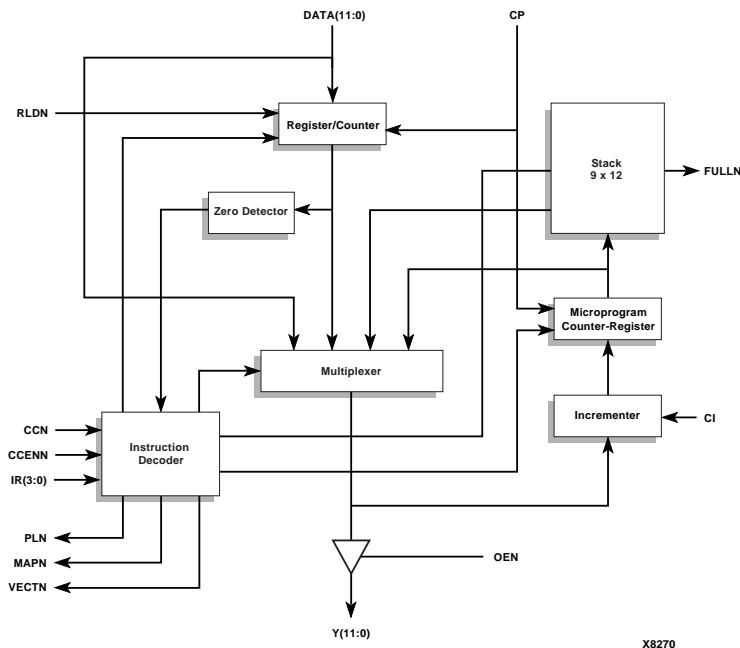 DATA(11:0)
CP
RLDN
Register/Counter
Stack
9 x 12
FULLN
Zero Detector
Microprogram
Counter-Register
Multiplexer
Incrementer
CI
CCN
CCENN
IR(3:0)
Instruction
Decoder
PLN
MAPN
VECTN
OEN
Y(11:0)
X8270